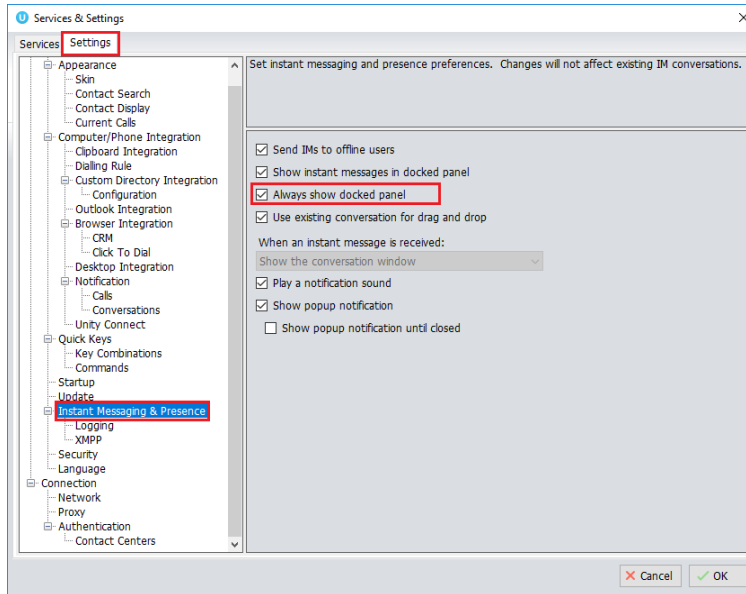 Services & Settings
Services
Settings
Appearance
Skin
Contact Search
Contact Display
Current Calls
Computer/Phone Integration
Clipboard Integration
Dialling Rule
Custom Directory Integration
Configuration
Outlook Integration
Browser Integration
CRM
Click To Dial
Desktop Integration
Notification
Calls
Conversations
Unity Connect
Quick Keys
Key Combinations
Commands
Startup
Update
Instant Messaging & Presence
Logging
XMPP
Security
Language
Connection
Network
Proxy
Authentication
Contact Centers
Set instant messaging and presence preferences. Changes will not affect existing IM conversations.
Send IMs to offline users
Show instant messages in docked panel
Always show docked panel
Use existing conversation for drag and drop
When an instant message is received:
Show the conversation window
Play a notification sound
Show popup notification
Show popup notification until closed
Cancel
OK